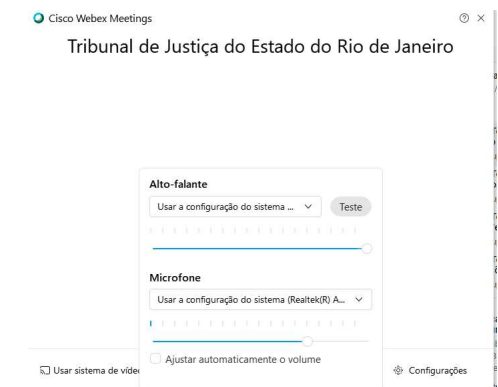 Cisco Webex Meetings
Tribunal de Justiça do Estado do Rio de Janeiro
Alto-falante
Usar a configuração do sistema ...
Teste
Microfone
Usar a configuração do sistema (Realtek(R) A...
Ajustar automaticamente o volume
Usar sistema de víde
Configurações